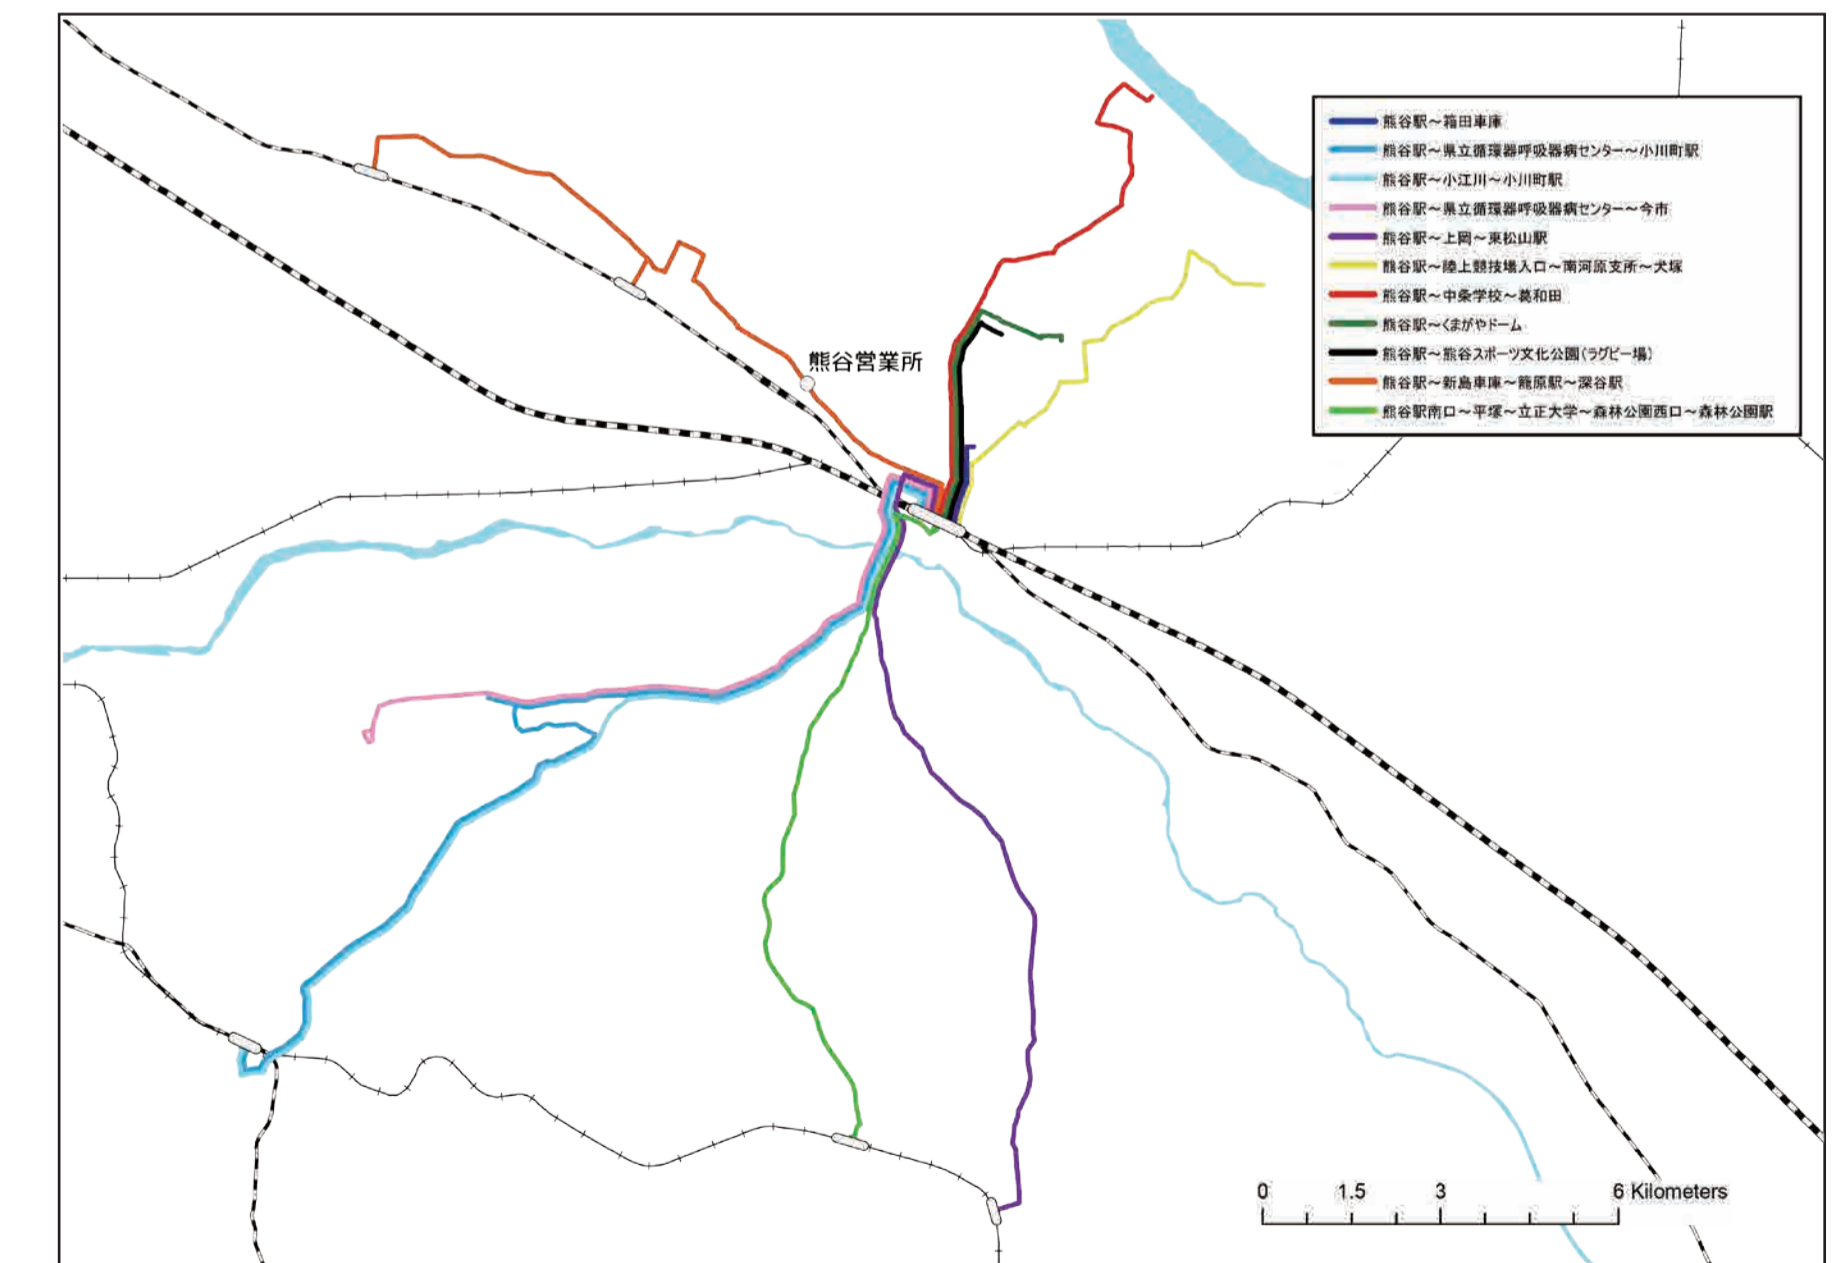 熊谷駅～箱田車庫
熊谷駅～県立循環器呼吸器病センター～小川町駅
熊谷駅～小江川～小川町駅
熊谷駅～県立循環器呼吸器病センター～今市
熊谷駅～上岡～東松山駅
熊谷駅～陸上競技場入口～南河原支所～犬塚
熊谷駅～中条学校～葛和田
熊谷駅～くまがやドーム
熊谷駅～熊谷スポーツ文化公園（ラグビー場）
熊谷駅～新島車庫～籠原駅～深谷駅
熊谷駅南口～平塚～立正大学～森林公園西口～森林公園駅
熊谷営業所
0 1.5 3 6 Kilometers